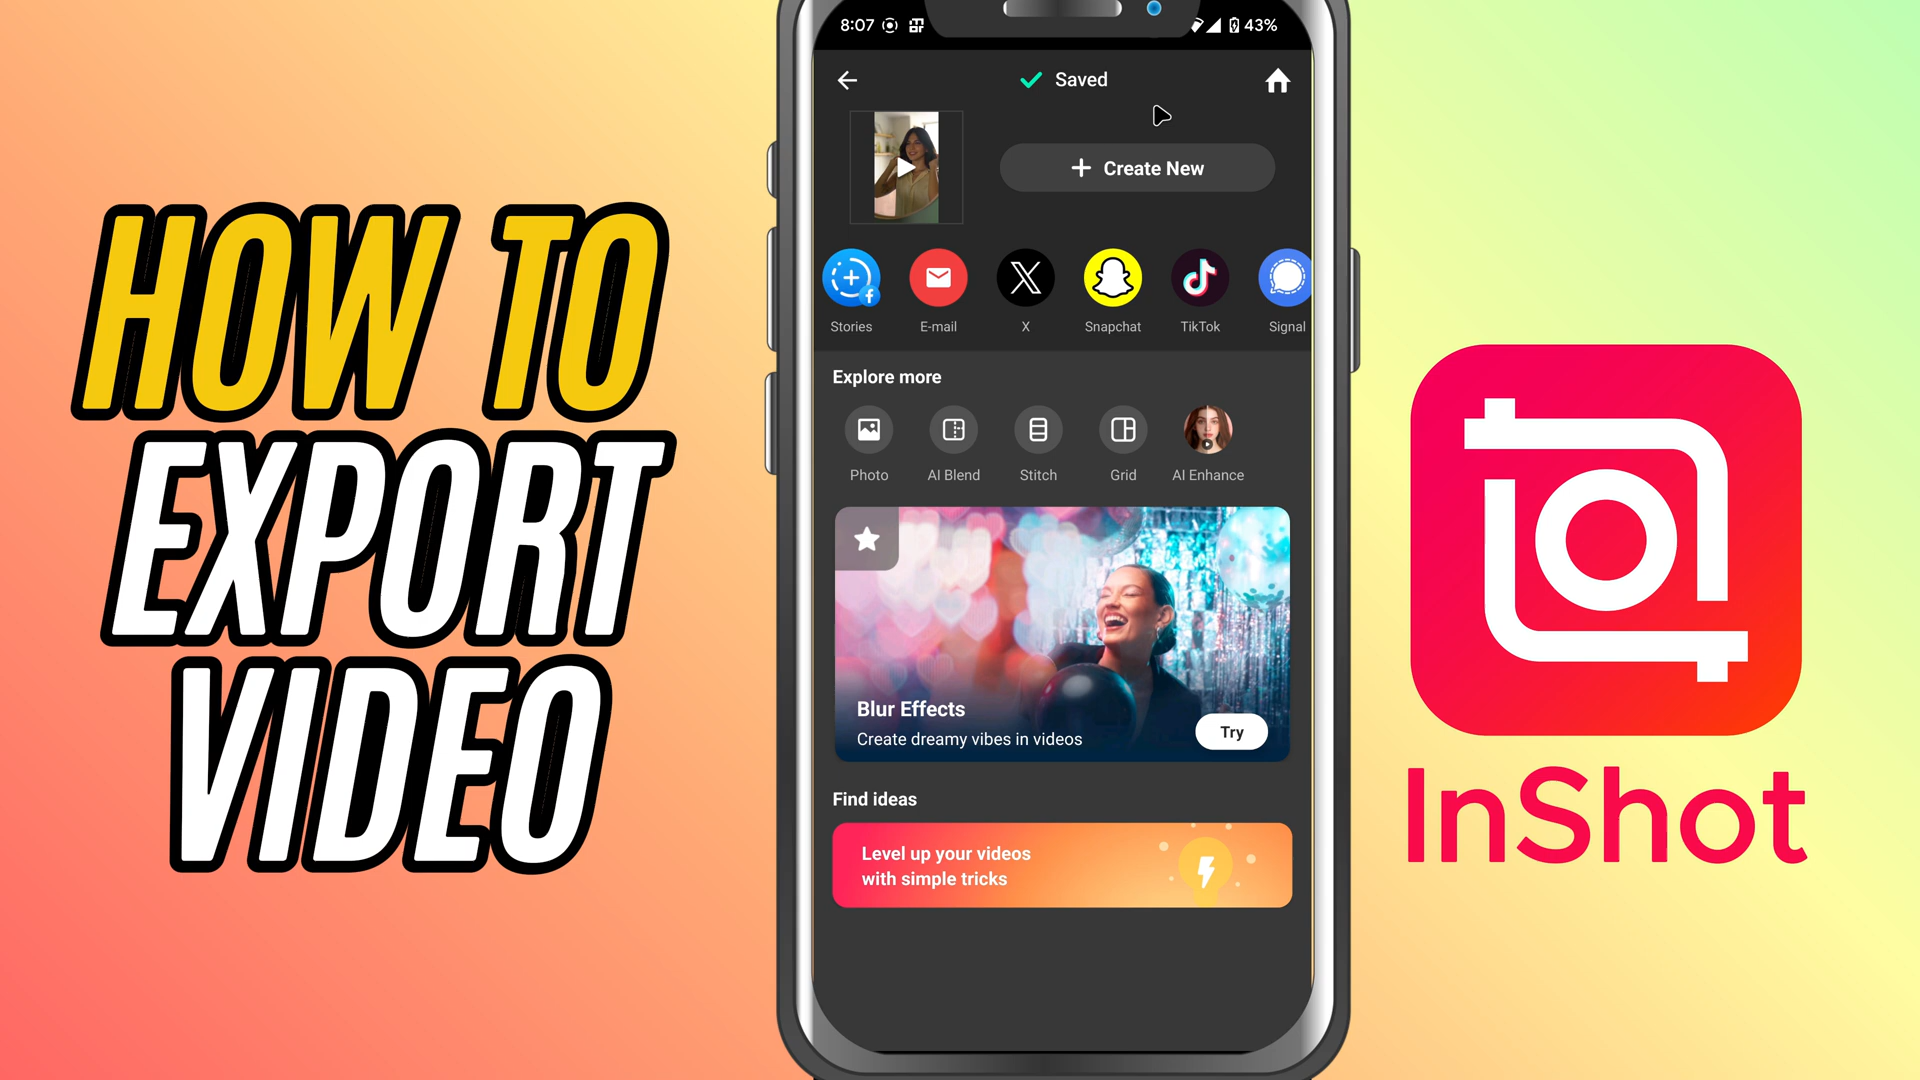 HOW TO
EXPORT
VIDEO
8:07
43%
Saved
Create New
Stories
E-mail
X
Snapchat
TikTok
Signal
Explore more
Photo
AI Blend
Stitch
Grid
AI Enhance
Blur Effects
Create dreamy vibes in videos
Try
Find ideas
Level up your videos
with simple tricks
InShot